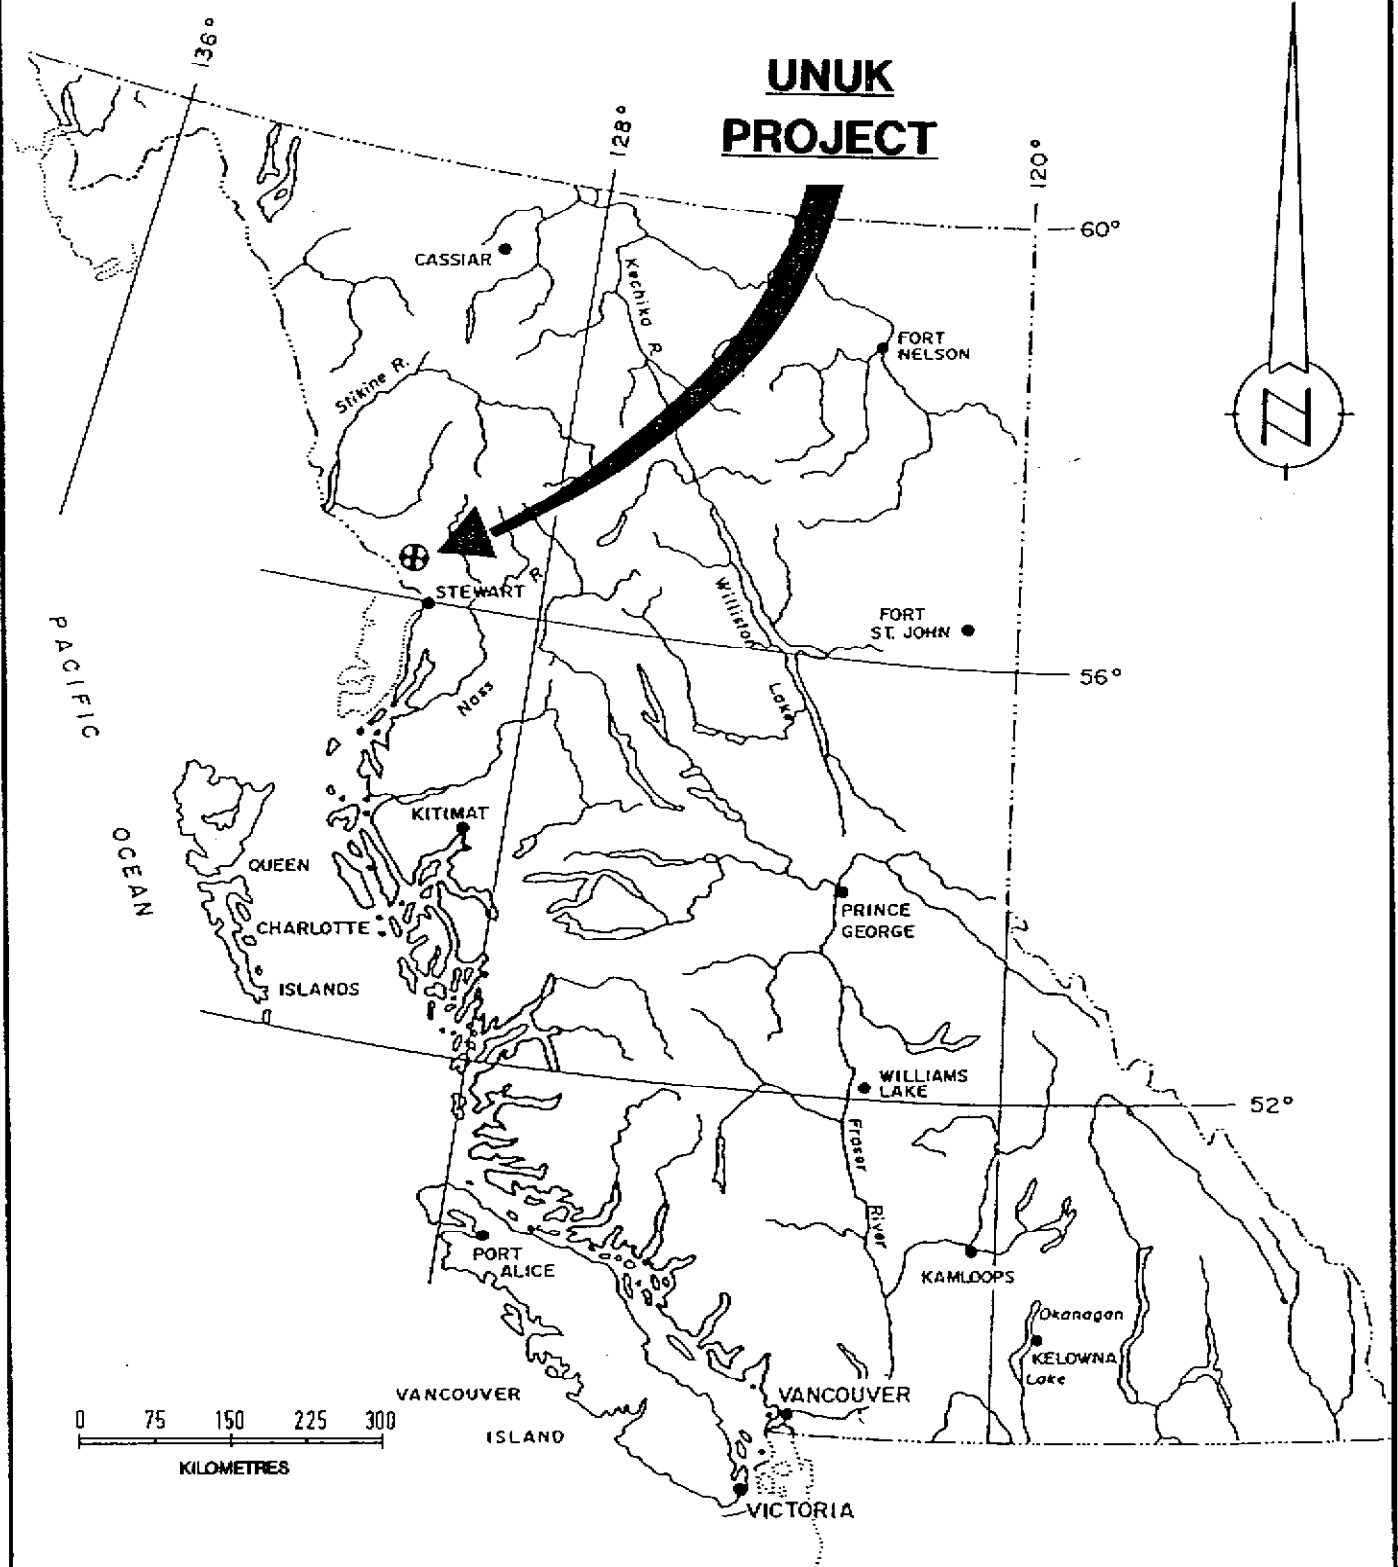 136°
UNUK
PROJECT
128°
120°
60°
CASSIAR
Kechika R.
FORT
NELSON
Stikine R.
N
STEWART
R.
Williston
Lake
FORT
ST. JOHN
56°
Nass
PACIFIC
OCEAN
KITIMAT
QUEEN
CHARLOTTE
ISLANDS
PRINCE
GEORGE
WILLIAMS
LAKE
52°
Fraser
River
PORT
ALICE
KAMLOOPS
Okanagan
KELOWNA
Lake
VANCOUVER
ISLAND
VANCOUVER
0 75 150 225 300
KILOMETRES
VICTORIA